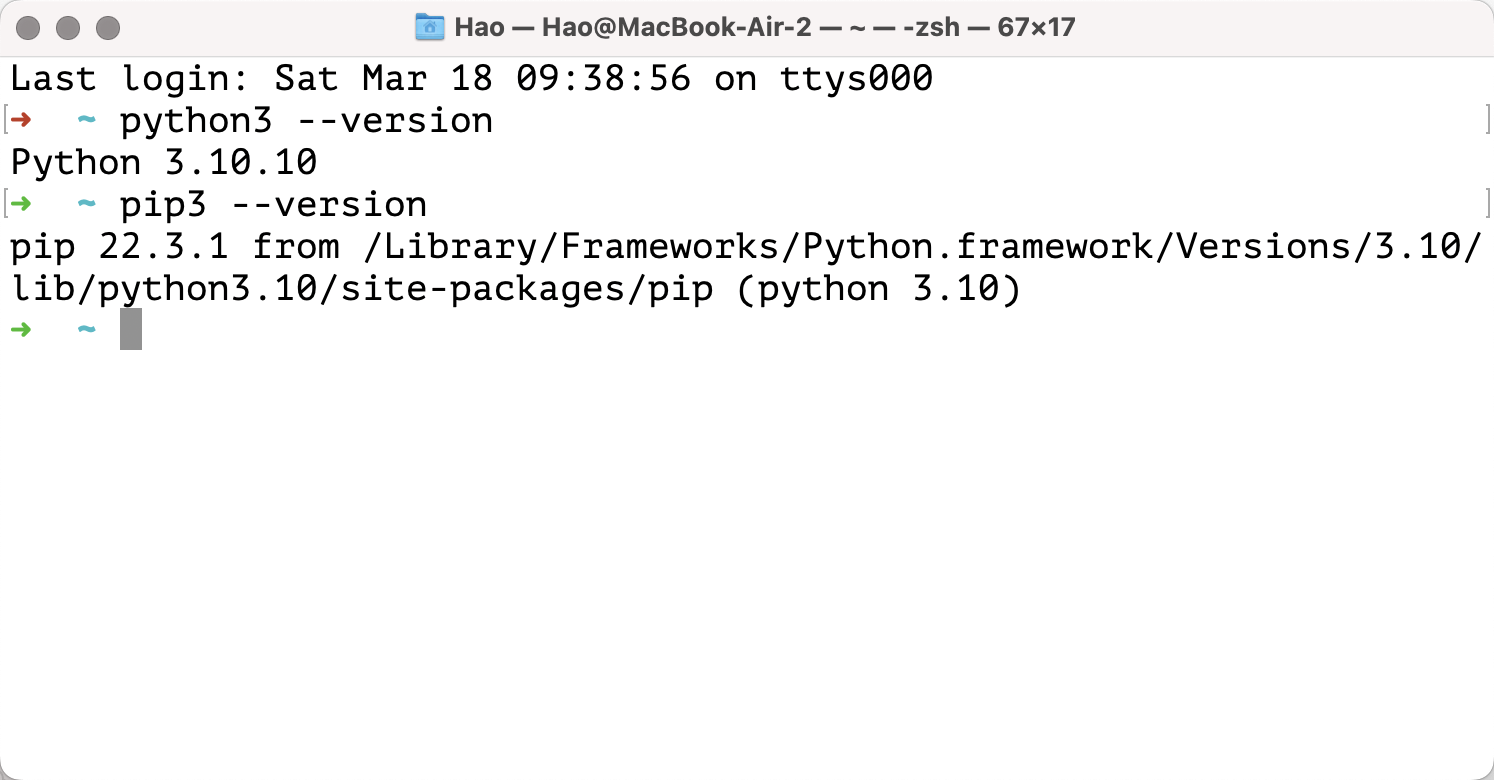 Hao — Hao@MacBook-Air-2 — ~ — -zsh — 67×17
Last login: Sat Mar 18 09:38:56 on ttys000
[➜  ~ python3 --version ]
Python 3.10.10
[➜  ~ pip3 --version ]
pip 22.3.1 from /Library/Frameworks/Python.framework/Versions/3.10/
lib/python3.10/site-packages/pip (python 3.10)
➜  ~